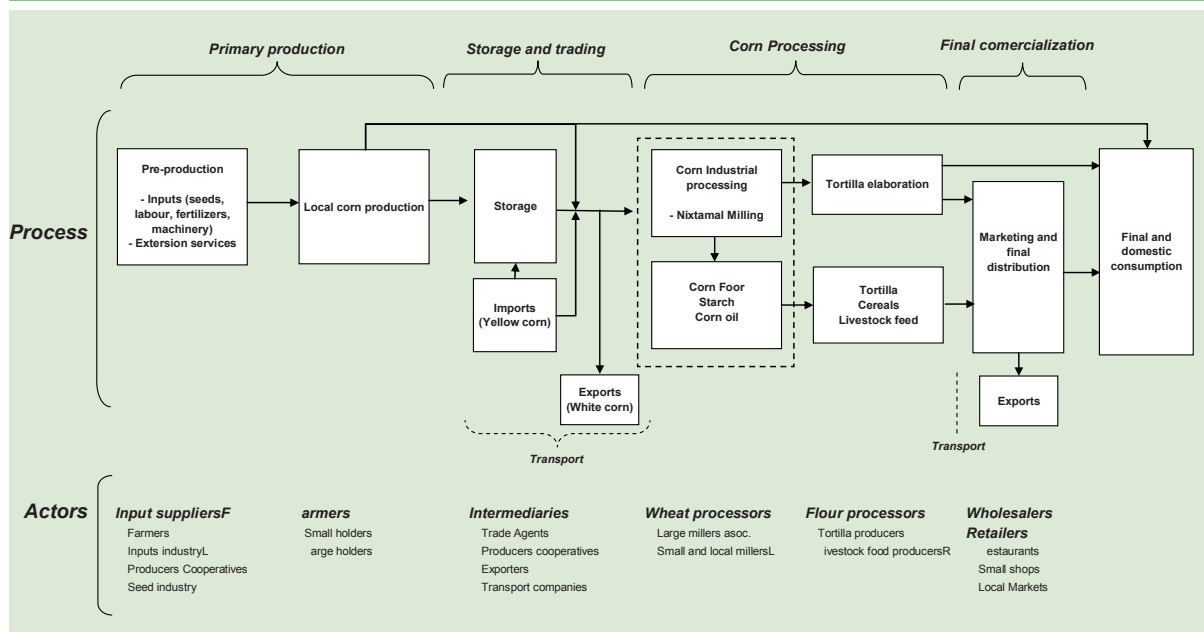 Primary production
Storage and trading
Corn Processing
Final comercialization
Process
Pre-production
- Inputs (seeds,
labour, fertilizers,
machinery)
- Extersion services
Local corn production
Storage
Imports
(Yellow corn)
Exports
(White corn)
Transport
Corn Industrial
processing
- Nixtamal Milling
Corn Foor
Starch
Corn oil
Tortilla elaboration
Tortilla
Cereals
Livestock feed
Marketing and
final
distribution
Exports
Transport
Final and
domestic
consumption
Actors
Input suppliersF
Farmers
Inputs industryL
Producers Cooperatives
Seed industry
armers
Small holders
arge holders
Intermediaries
Trade Agents
Producers cooperatives
Exporters
Transport companies
Wheat processors
Large millers asoc.
Small and local millersL
Flour processors
Tortilla producers
ivestock food producersR
Wholesalers
Retailers
estaurants
Small shops
Local Markets